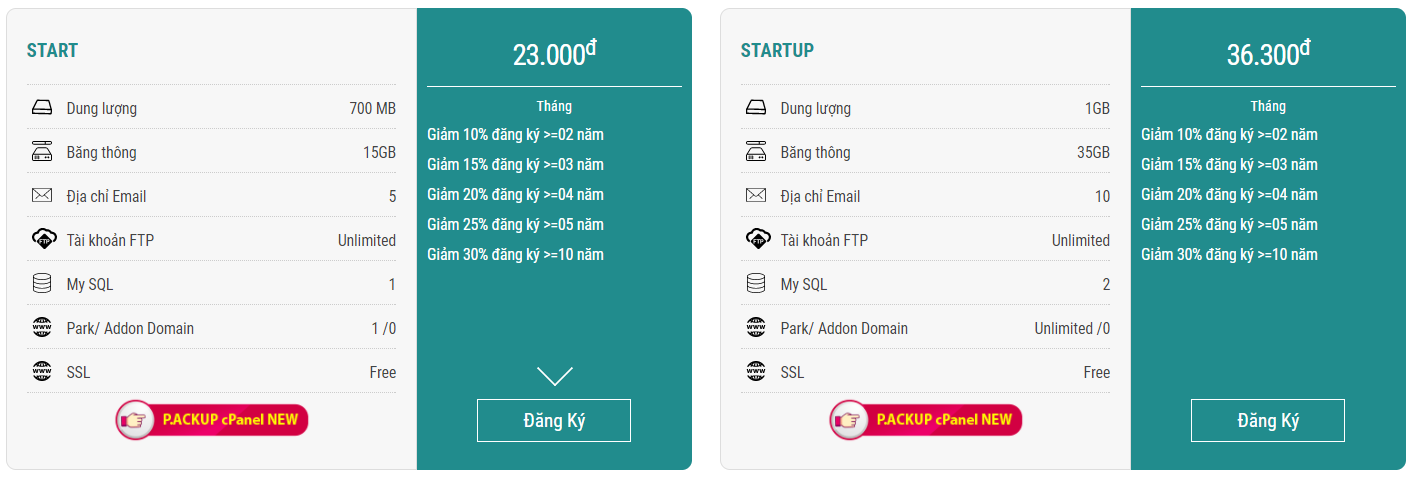 START
Dung lượng 700 MB
Băng thông 15GB
Địa chỉ Email 5
FTP Tài khoản FTP Unlimited
My SQL 1
www Park/ Addon Domain 1 /0
www SSL Free
P.ACKUP cPanel NEW
23.000đ
Tháng
Giảm 10% đăng ký >=02 năm
Giảm 15% đăng ký >=03 năm
Giảm 20% đăng ký >=04 năm
Giảm 25% đăng ký >=05 năm
Giảm 30% đăng ký >=10 năm
Đăng Ký
STARTUP
Dung lượng 1GB
Băng thông 35GB
Địa chỉ Email 10
FTP Tài khoản FTP Unlimited
My SQL 2
www Park/ Addon Domain Unlimited /0
www SSL Free
P.ACKUP cPanel NEW
36.300đ
Tháng
Giảm 10% đăng ký >=02 năm
Giảm 15% đăng ký >=03 năm
Giảm 20% đăng ký >=04 năm
Giảm 25% đăng ký >=05 năm
Giảm 30% đăng ký >=10 năm
Đăng Ký